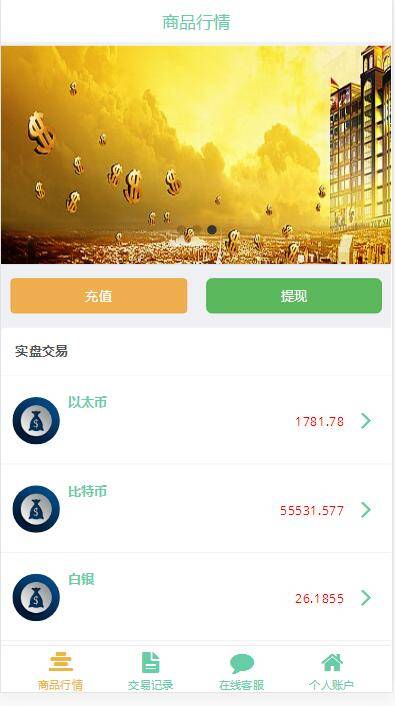 商品行情
充值
提现
实盘交易
以太币
1781.78
比特币
55531.577
白银
26.1855
商品行情
交易记录
在线客服
个人账户